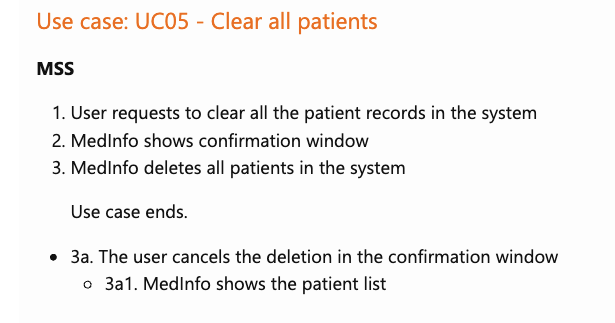 Use case: UC05 - Clear all patients
MSS
1. User requests to clear all the patient records in the system
2. MedInfo shows confirmation window
3. MedInfo deletes all patients in the system
Use case ends.
• 3a. The user cancels the deletion in the confirmation window
◦ 3a1. MedInfo shows the patient list